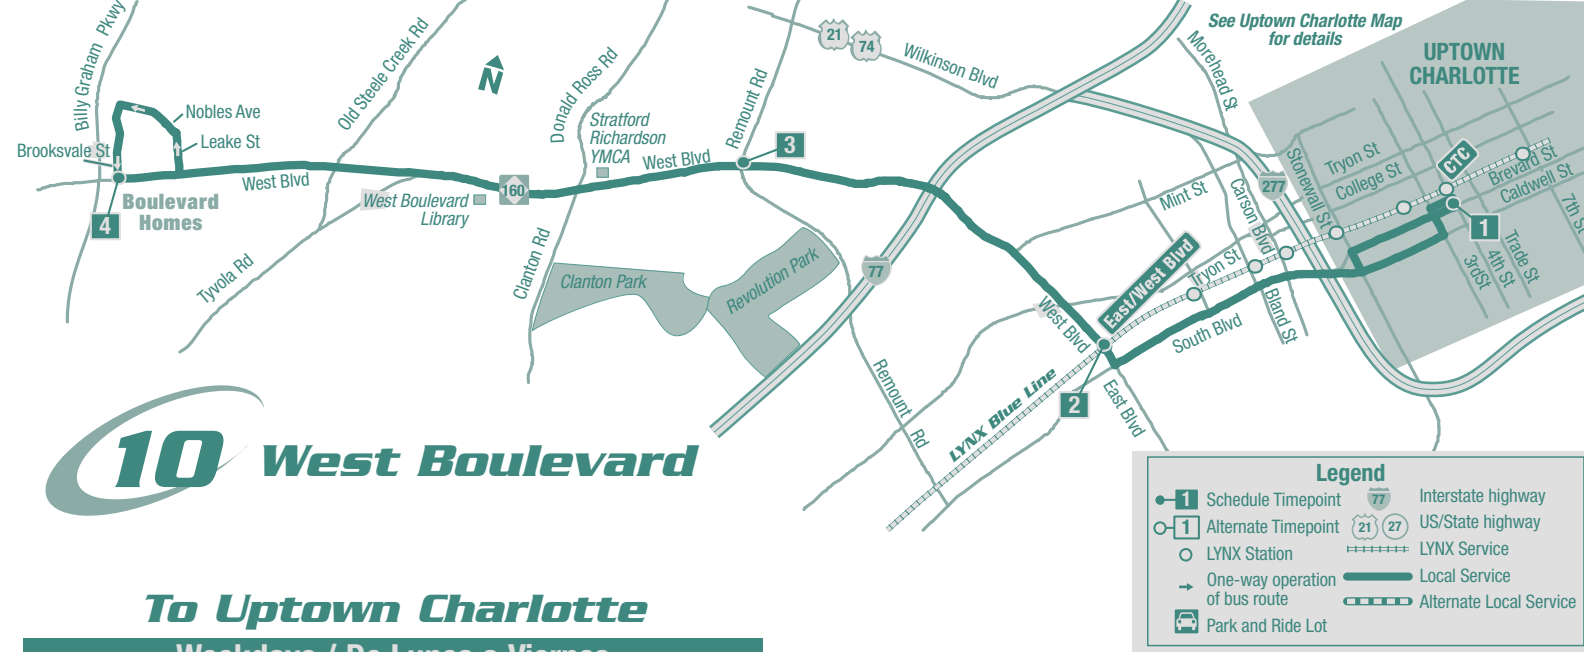 See Uptown Charlotte Map
for details
UPTOWN
CHARLOTTE
Billy Graham Pkwy
Old Steele Creek Rd
N
Donald Ross Rd
Remount Rd
21
74
Wilkinson Blvd
Morehead St
Nobles Ave
Leake St
Brooksvale St
Stratford
Richardson
YMCA
West Blvd
3
West Blvd
160
West Boulevard
Library
Boulevard
Homes
4
Tyvola Rd
Clanton Rd
Clanton Park
Revolution Park
77
Mint St
Carson Blvd
277
Stonewall St
Tryon St
College St
CTC
Brevard St
Caldwell St
7th St
1
Trade St
4th St
3rdSt
East/West Blvd
Tryon St
West Blvd
South Blvd
Bland St
Remount Rd
LYNX Blue Line
2
East Blvd
10 West Boulevard
Legend
1 Schedule Timepoint
1 Alternate Timepoint
LYNX Station
One-way operation
of bus route
Park and Ride Lot
77 Interstate highway
21 27 US/State highway
LYNX Service
Local Service
Alternate Local Service
To Uptown Charlotte
Weekdays / De Lunes a Viernes